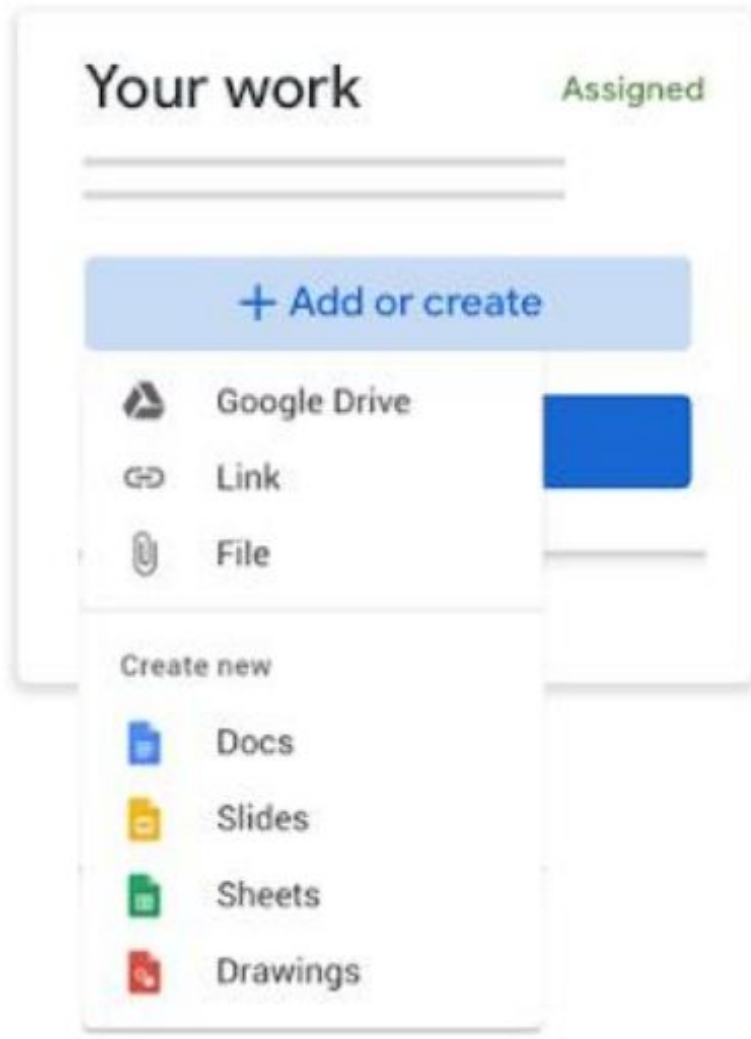 Your work
Assigned
+ Add or create
Google Drive
Link
File
Create new
Docs
Slides
Sheets
Drawings